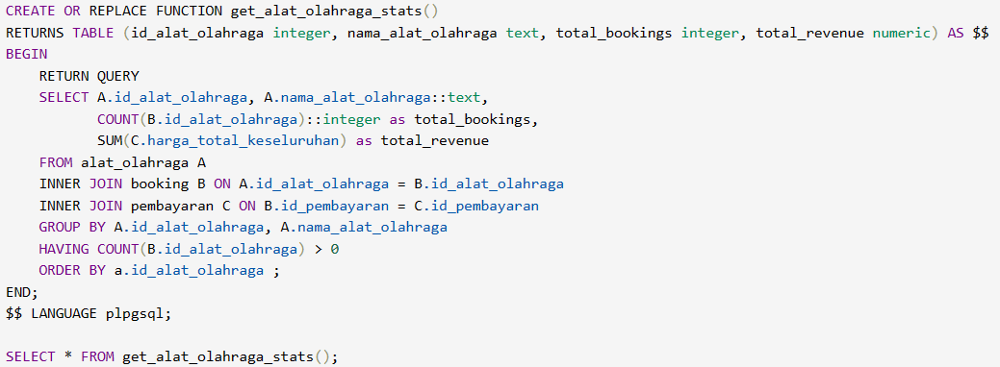 CREATE OR REPLACE FUNCTION get_alat_olahraga_stats()
RETURNS TABLE (id_alat_olahraga integer, nama_alat_olahraga text, total_bookings integer, total_revenue numeric) AS $$
BEGIN
    RETURN QUERY
    SELECT A.id_alat_olahraga, A.nama_alat_olahraga::text,
           COUNT(B.id_alat_olahraga)::integer as total_bookings,
           SUM(C.harga_total_keseluruhan) as total_revenue
    FROM alat_olahraga A
    INNER JOIN booking B ON A.id_alat_olahraga = B.id_alat_olahraga
    INNER JOIN pembayaran C ON B.id_pembayaran = C.id_pembayaran
    GROUP BY A.id_alat_olahraga, A.nama_alat_olahraga
    HAVING COUNT(B.id_alat_olahraga) > 0
    ORDER BY a.id_alat_olahraga ;
END;
$$ LANGUAGE plpgsql;

SELECT * FROM get_alat_olahraga_stats();